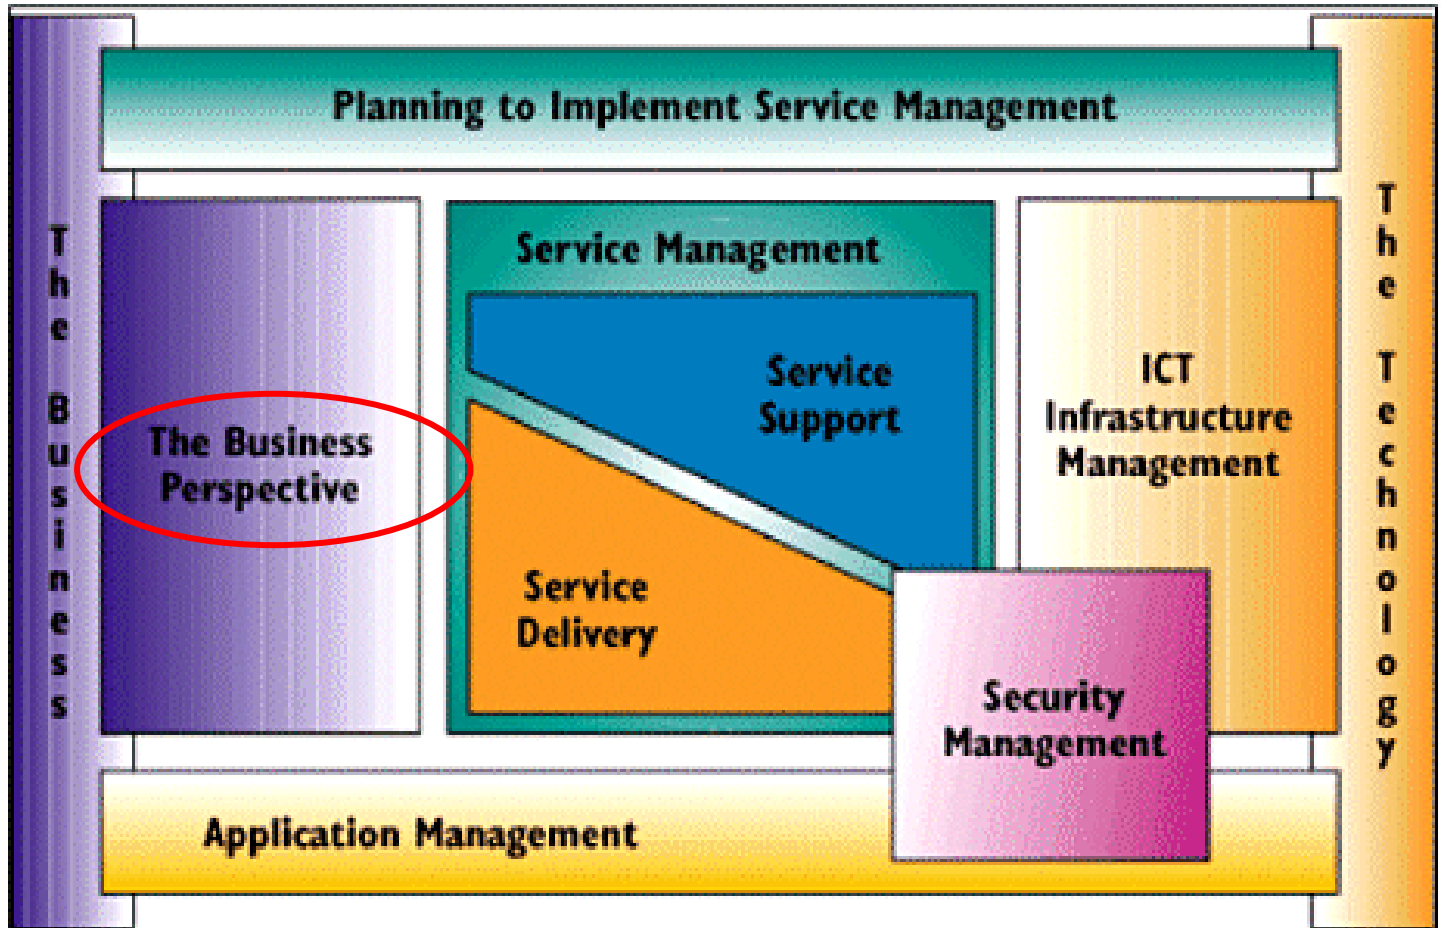 Planning to Implement Service Management
The Business
The Business
Perspective
Service Management
Service
Support
Service
Delivery
ICT
Infrastructure
Management
The Technology
Security
Management
Application Management